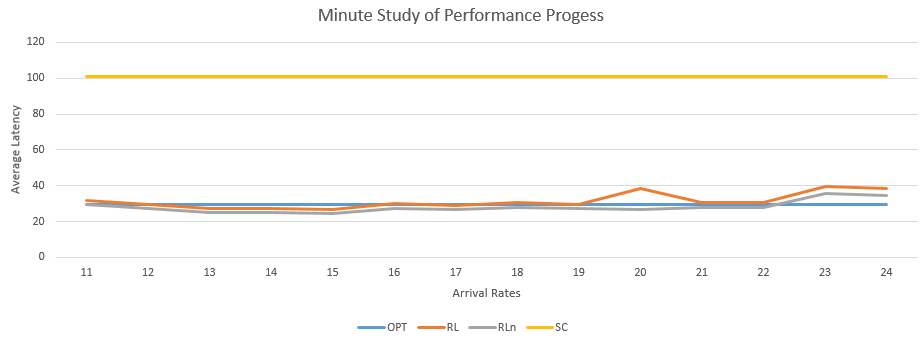 Minute Study of Performance Progess
120
100
80
60
40
20
0
Average Latency
11 12 13 14 15 16 17 18 19 20 21 22 23 24
Arrival Rates
OPT RL RLn SC